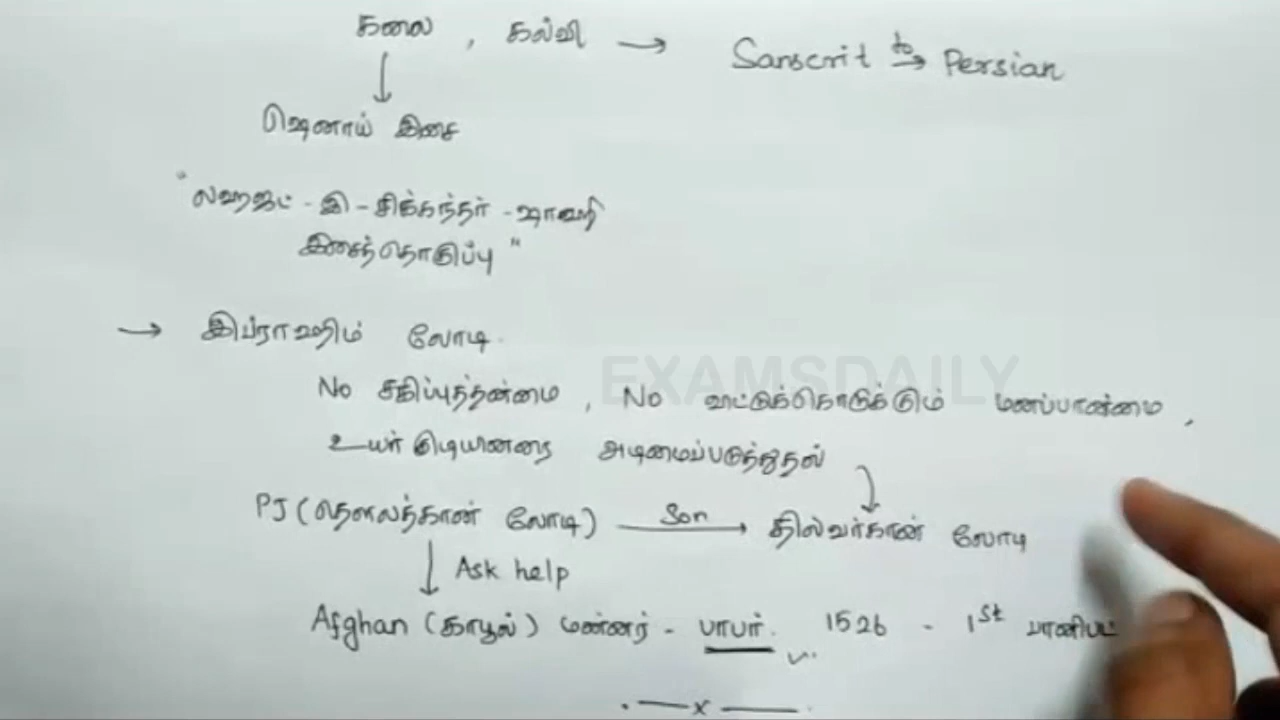 கலை , கல்வி → Sanscrit to → Persian
ஷெனாய் இசை
"லஹஜட் - இ - சிக்கந்தர் - ஷாஹி
இசைத்தொகுப்பு"
→ இப்ராஹிம் லோடி.
EXAMSDAILY
No சகிப்புத்தன்மை , No விட்டுக்கொடுக்கும் மனப்பான்மை ,
உயர் குடியினரை அடிமைப்படுத்துதல்
PJ (தௌலத்கான் லோடி) Son → தில்வர்கான் லோடி
Ask help
Afghan (காபூல்) மன்னர் - பாபர். 1526 - 1st பானிபட்